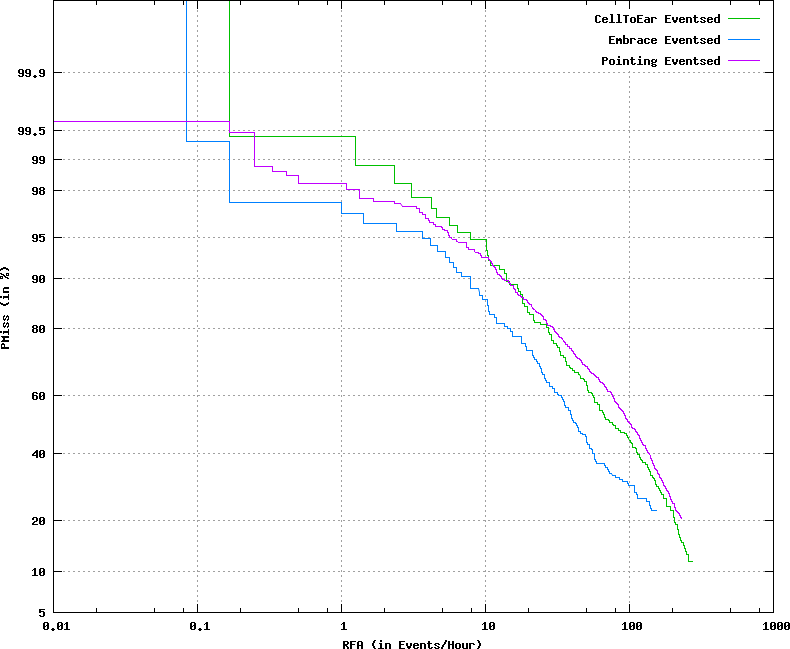 CellToEar Eventsed
Embrace Eventsed
Pointing Eventsed
99.9
99.5
99
98
95
90
80
60
40
20
10
5
PMiss (in %)
0.01 0.1 1 10 100 1000
RFA (in Events/Hour)